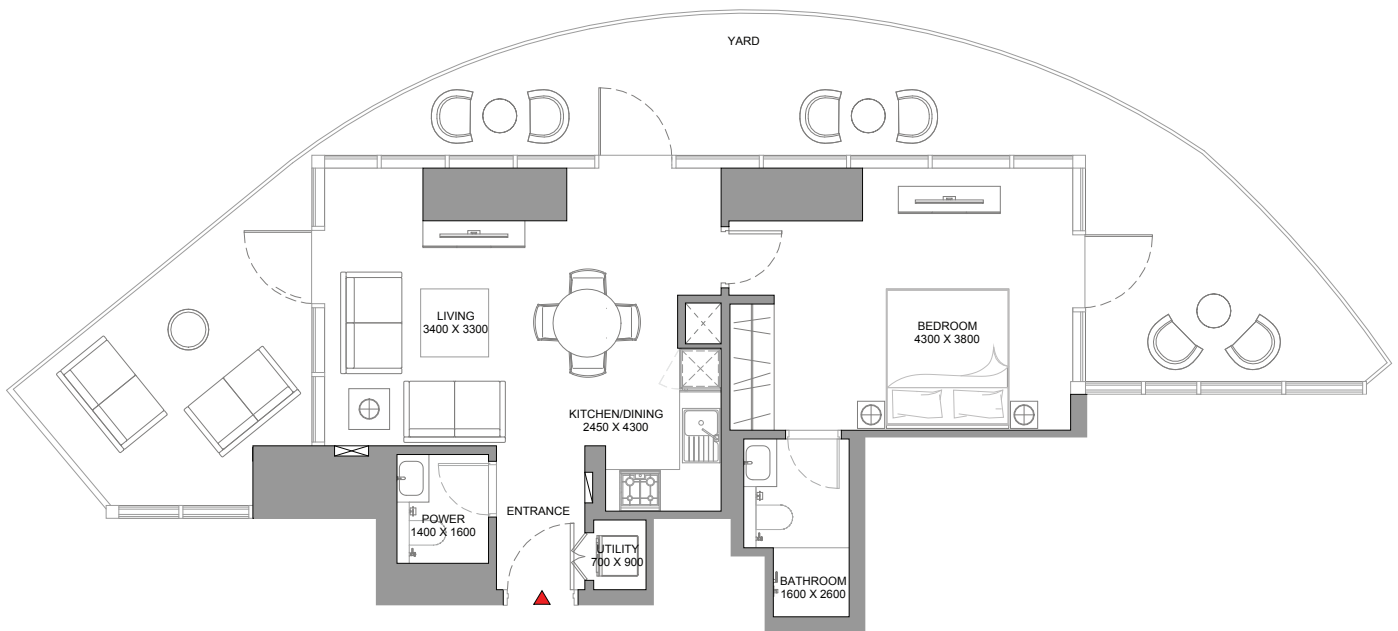 YARD
LIVING
3400 X 3300
BEDROOM
4300 X 3800
KITCHEN/DINING
2450 X 4300
ENTRANCE
POWER
1400 X 1600
UTILITY
700 X 900
BATHROOM
1600 X 2600